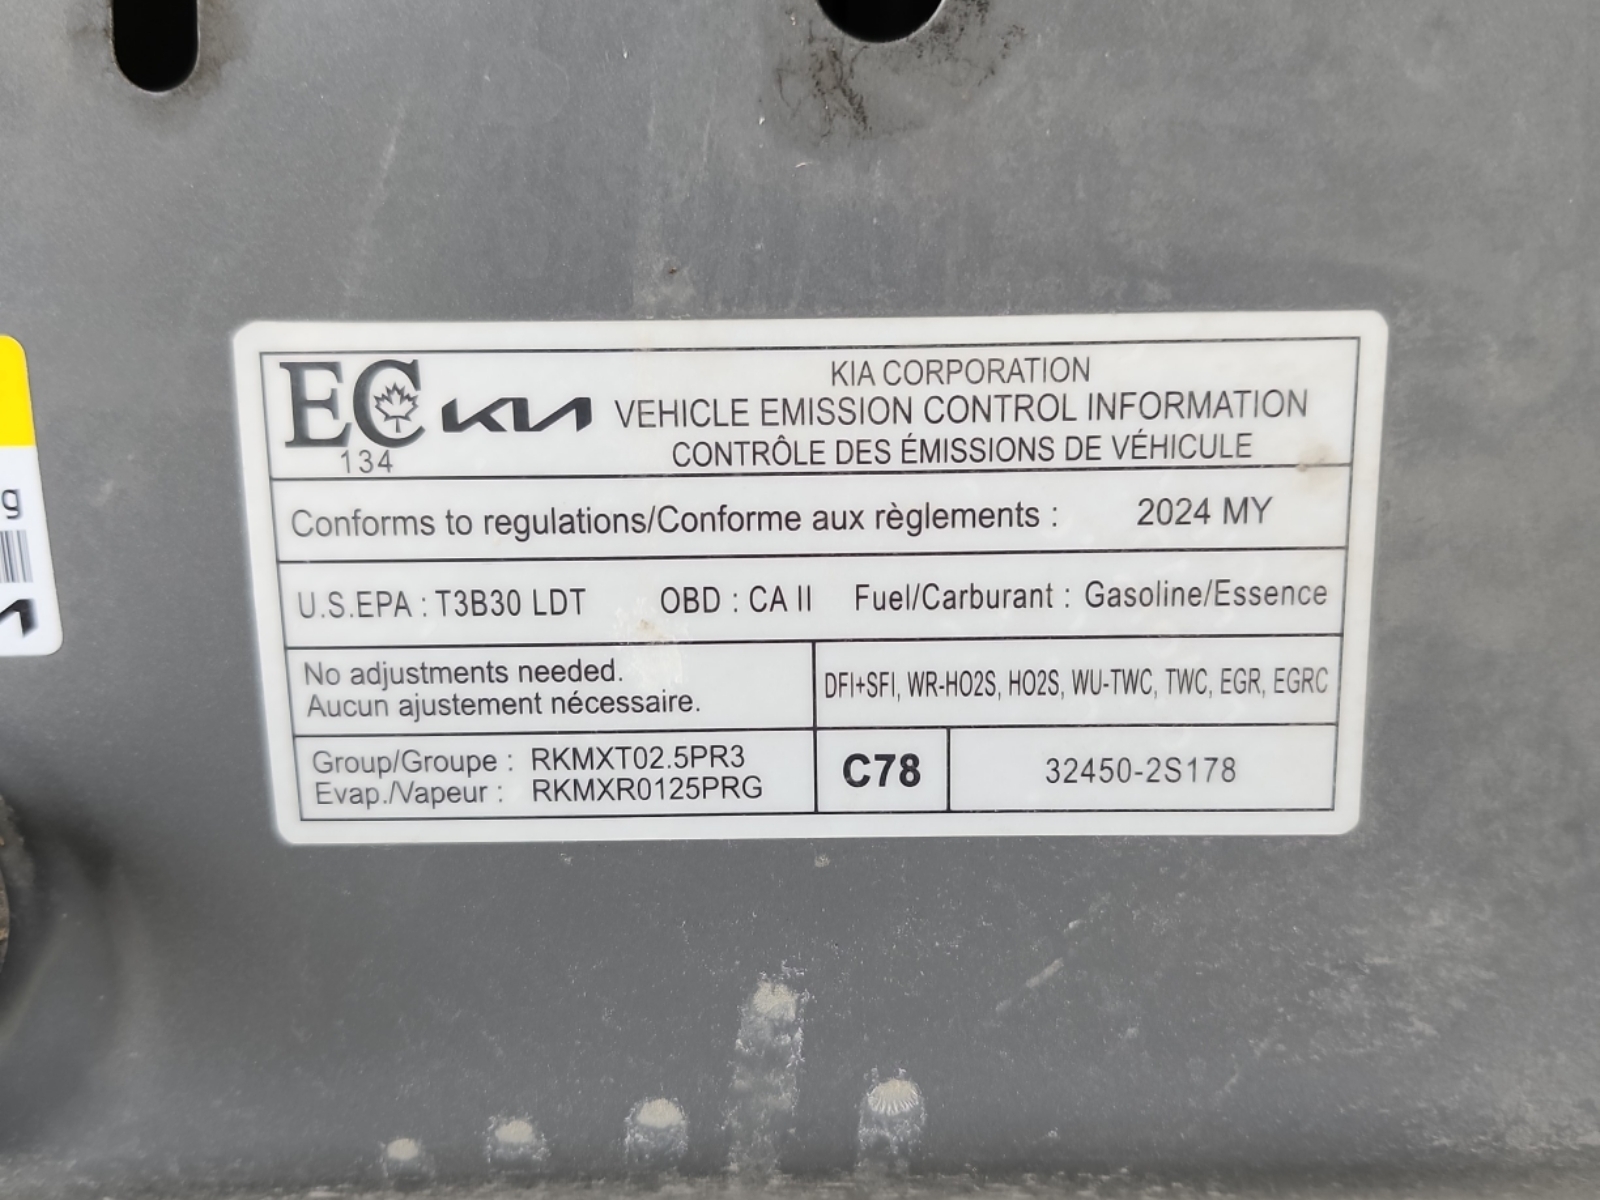 EC
134
KIA
KIA CORPORATION
VEHICLE EMISSION CONTROL INFORMATION
CONTRÔLE DES ÉMISSIONS DE VÉHICULE
Conforms to regulations/Conforme aux règlements : 2024 MY
U.S.EPA : T3B30 LDT OBD : CA II Fuel/Carburant : Gasoline/Essence
No adjustments needed.
Aucun ajustement nécessaire.
DFI+SFI, WR-HO2S, HO2S, WU-TWC, TWC, EGR, EGRC
Group/Groupe : RKMXT02.5PR3
Evap./Vapeur : RKMXR0125PRG
C78
32450-2S178
g